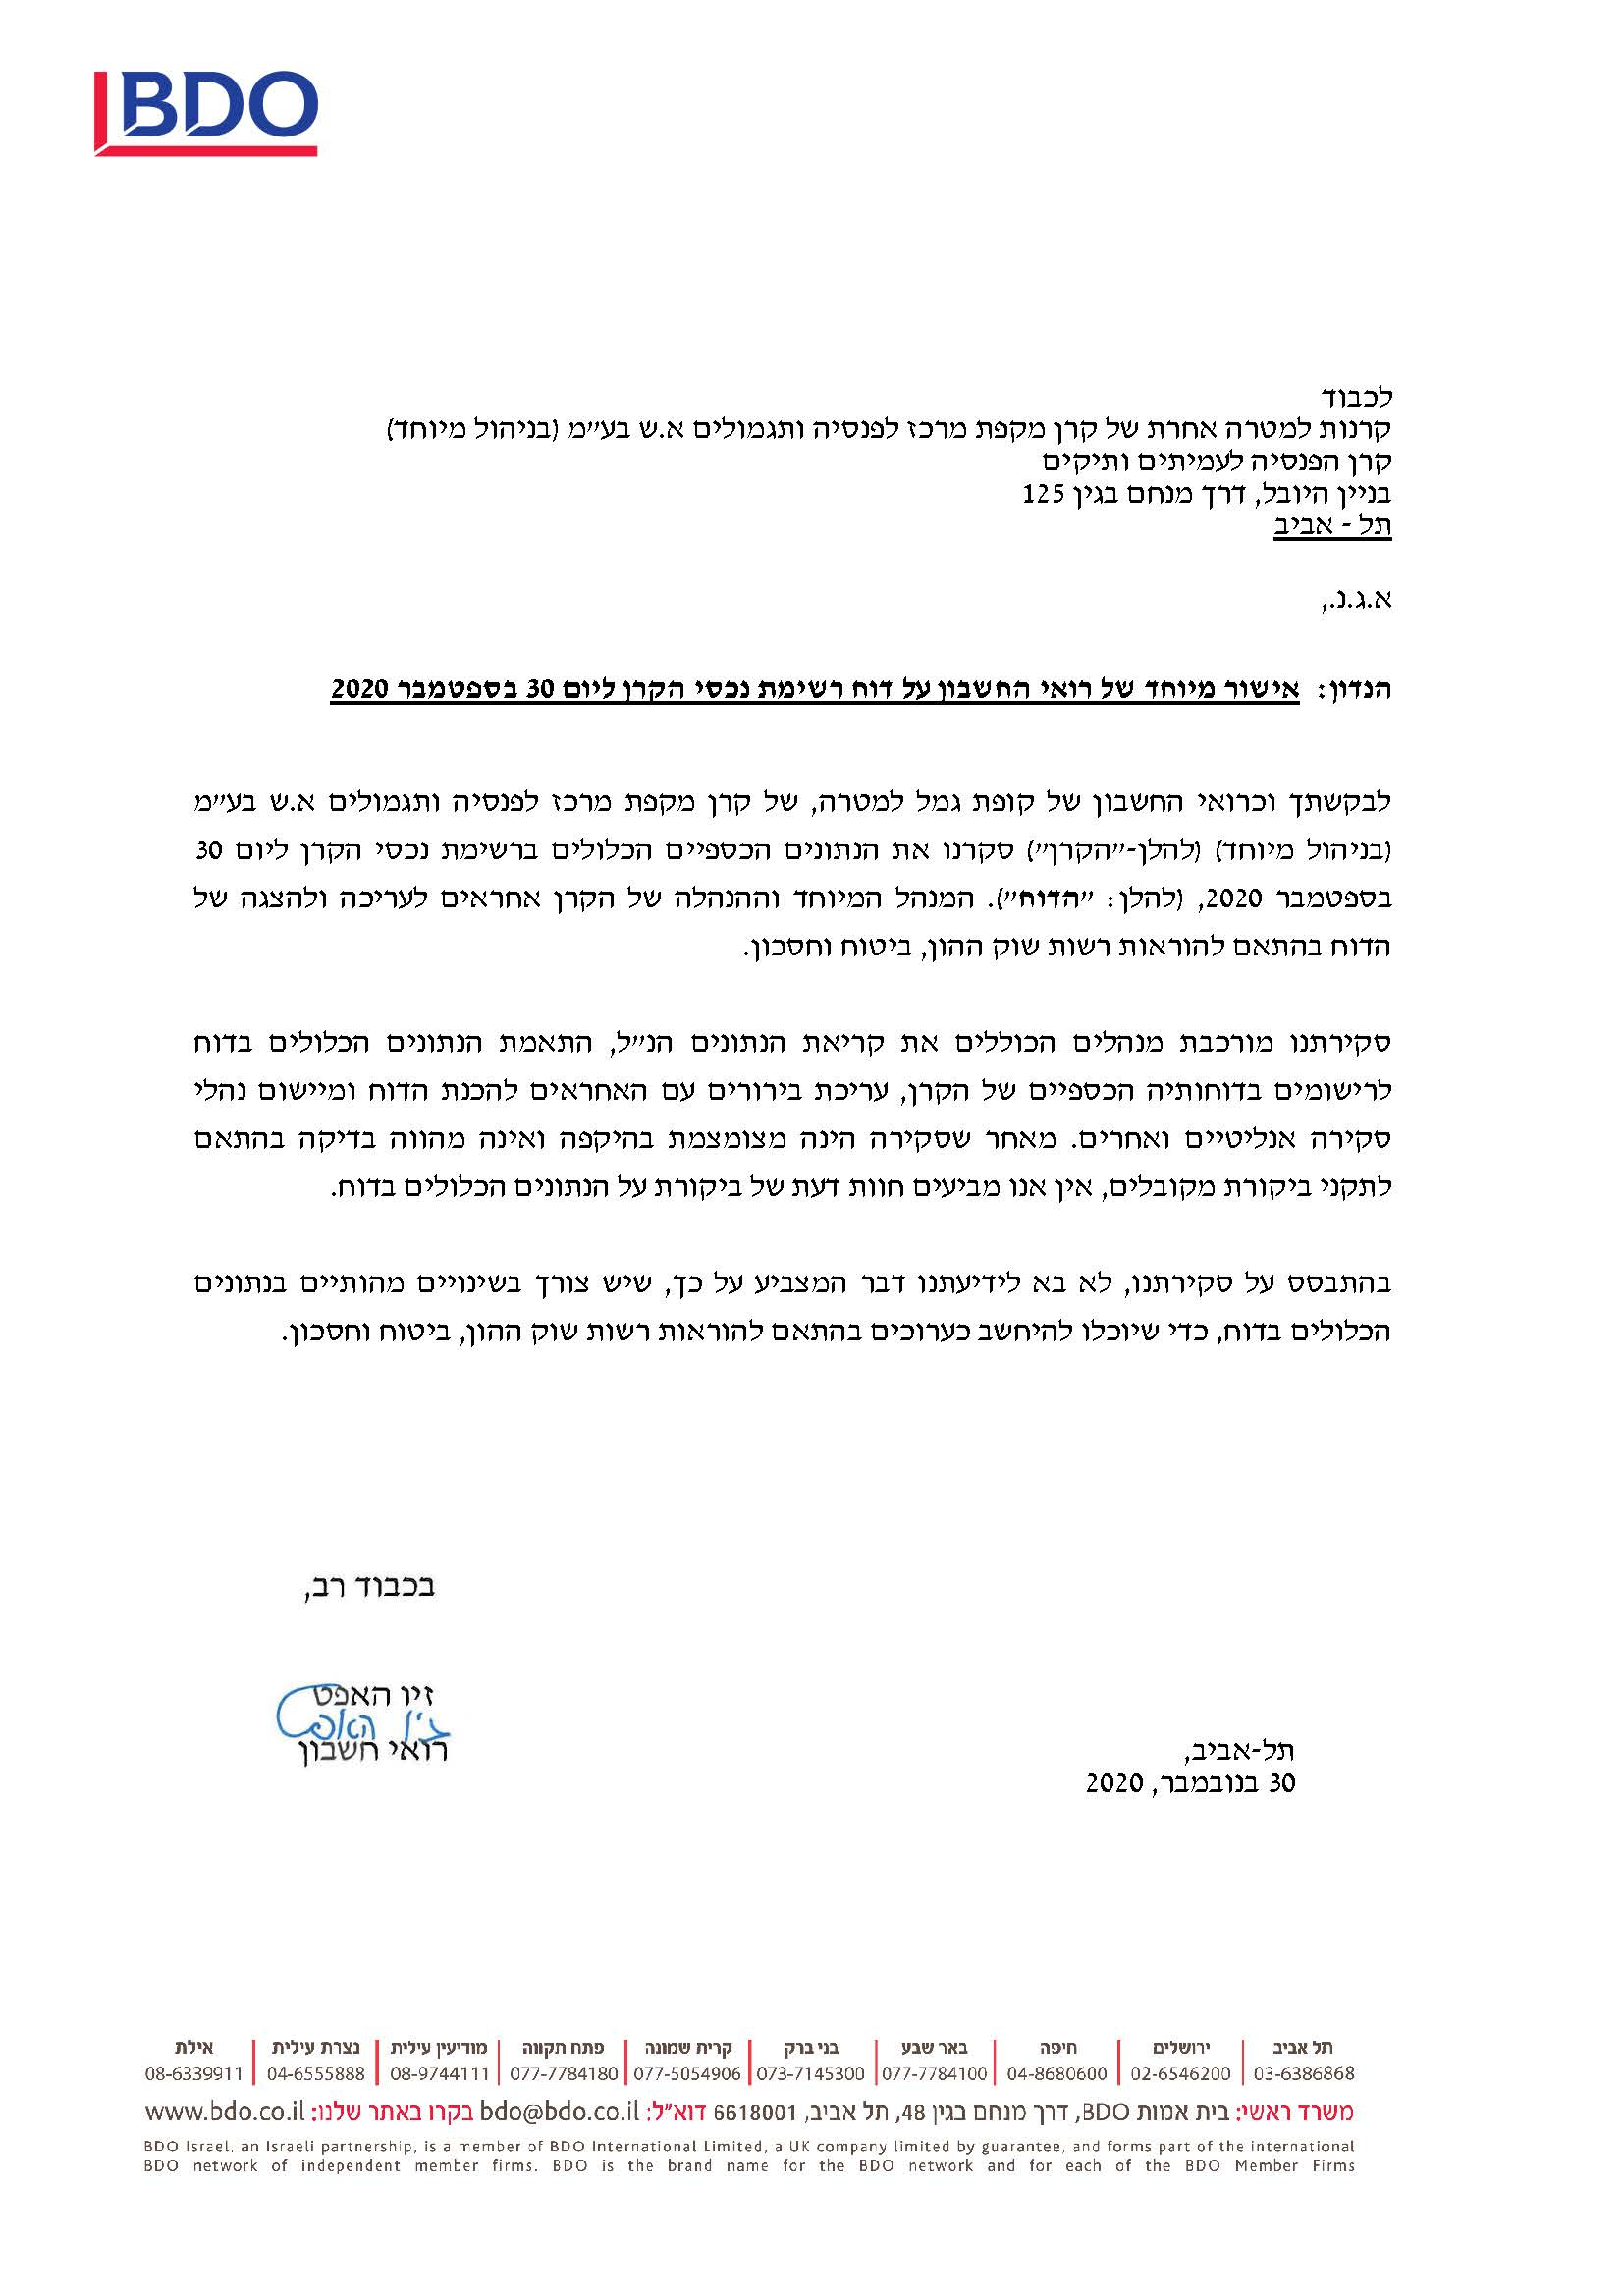 BDO
לכבוד
קרנות למטרה אחרת של קרן מקפת מרכז לפנסיה ותגמולים א.ש בע״מ (בניהול מיוחד)
קרן הפנסיה לעמיתים ותיקים
בניין היובל, דרך מנחם בגין 125
תל - אביב
א.ג.נ.,
הנדון: אישור מיוחד של רואי החשבון על דוח רשימת נכסי הקרן ליום 30 בספטמבר 2020
לבקשתך וכרואי החשבון של קופת גמל למטרה, של קרן מקפת מרכז לפנסיה ותגמולים א.ש בע״מ
(בניהול מיוחד) (להלן-״הקרן״) סקרנו את הנתונים הכספיים הכלולים ברשימת נכסי הקרן ליום 30
בספטמבר 2020, (להלן: ״הדוח״). המנהל המיוחד וההנהלה של הקרן אחראים לעריכה ולהצגה של
הדוח בהתאם להוראות רשות שוק ההון, ביטוח וחסכון.
סקירתנו מורכבת מנהלים הכוללים את קריאת הנתונים הנ״ל, התאמת הנתונים הכלולים בדוח
לרישומים בדוחותיה הכספיים של הקרן, עריכת בירורים עם האחראים להכנת הדוח ומיישום נהלי
סקירה אנליטיים ואחרים. מאחר שסקירה הינה מצומצמת בהיקפה ואינה מהווה בדיקה בהתאם
לתקני ביקורת מקובלים, אין אנו מביעים חוות דעת של ביקורת על הנתונים הכלולים בדוח.
בהתבסס על סקירתנו, לא בא לידיעתנו דבר המצביע על כך, שיש צורך בשינויים מהותיים בנתונים
הכלולים בדוח, כדי שיוכלו להיחשב כערוכים בהתאם להוראות רשות שוק ההון, ביטוח וחסכון.
בכבוד רב,
זיו האפט
זיו האפט
רואי חשבון
תל-אביב,
30 בנובמבר, 2020
תל אביב | ירושלים | חיפה | באר שבע | בני ברק | קרית שמונה | פתח תקווה | מודיעין עילית | נצרת עילית | אילת
03-6386868 | 02-6546200 | 04-8680600 | 077-7784100 | 073-7145300 | 077-5054906 | 077-7784180 | 08-9744111 | 04-6555888 | 08-6339911
משרד ראשי: בית אמות BDO, דרך מנחם בגין 48, תל אביב, 6618001 דוא״ל: bdo@bdo.co.il בקרו באתר שלנו: www.bdo.co.il
BDO Israel, an Israeli partnership, is a member of BDO International Limited, a UK company limited by guarantee, and forms part of the international
BDO network of independent member firms. BDO is the brand name for the BDO network and for each of the BDO Member Firms